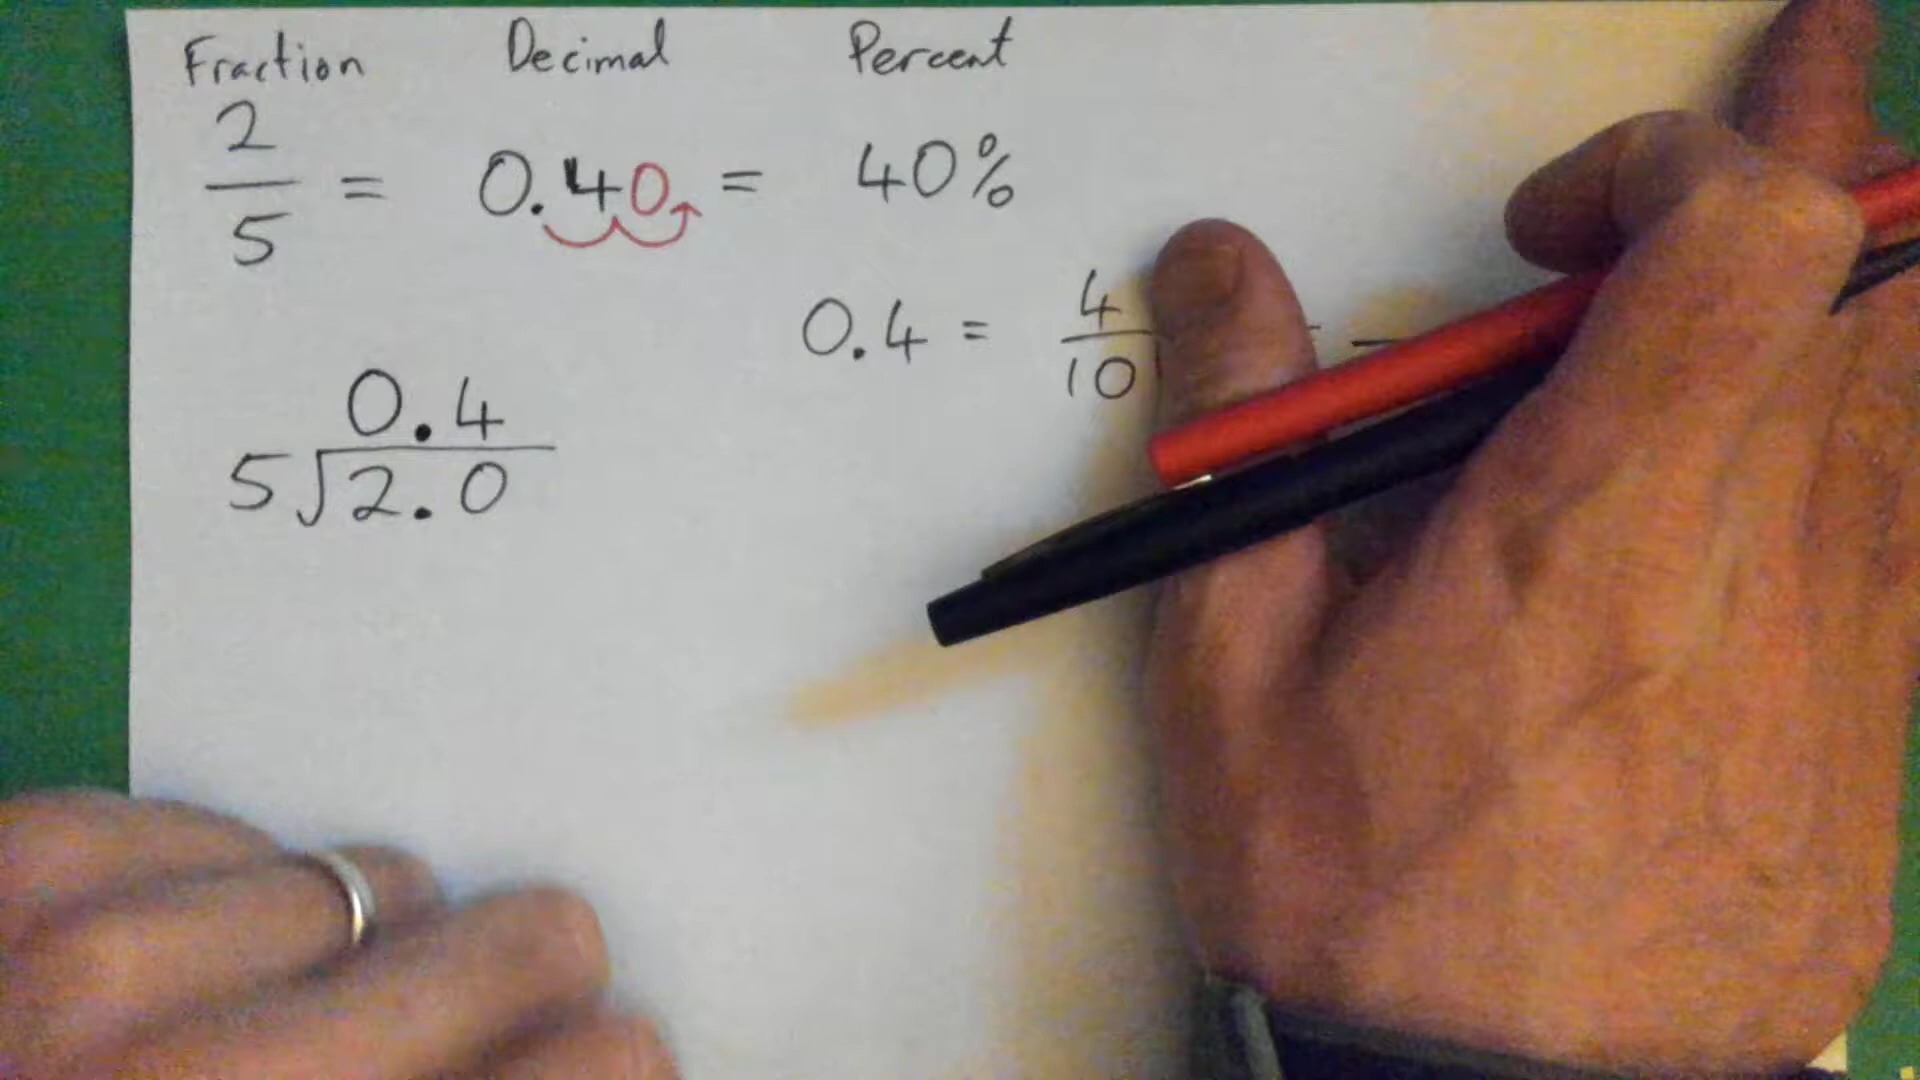 Fraction Decimal Percent
2/5 = 0.40 = 40%
0.4 = 4/10
0.4
5√2.0